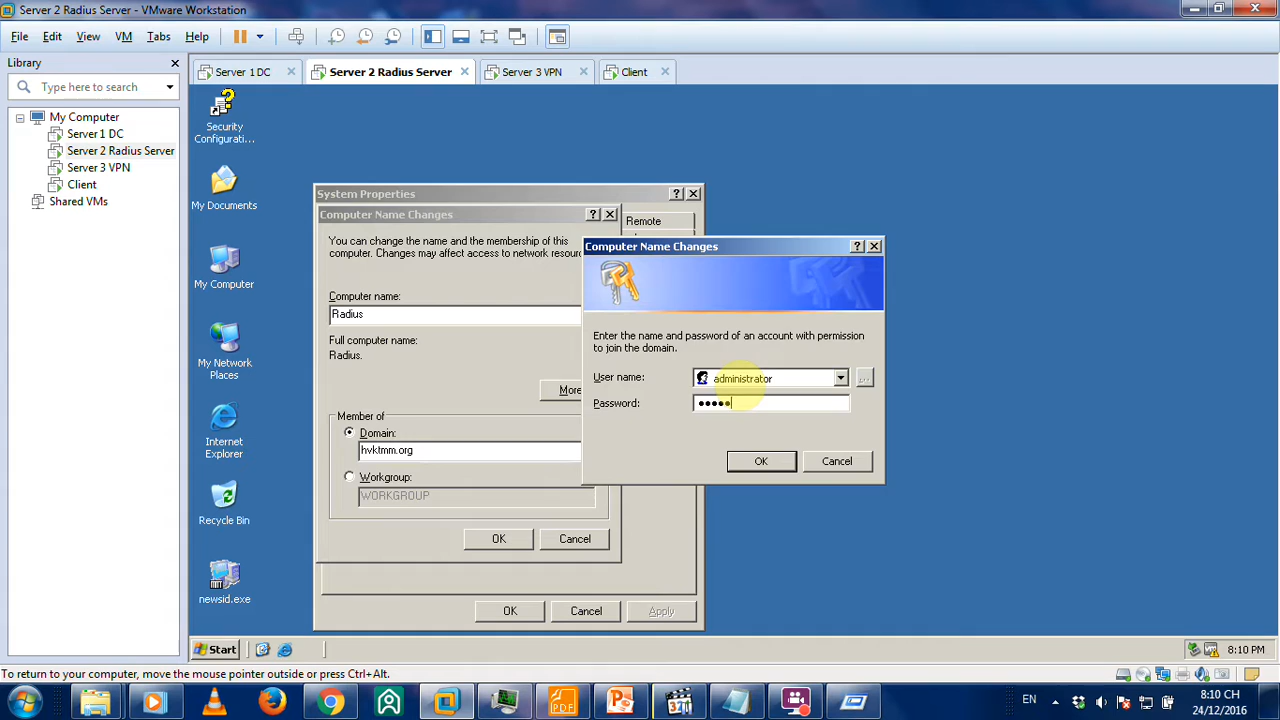 Server 2 Radius Server - VMware Workstation
File Edit View VM Tabs Help
Library
Type here to search
My Computer
Server 1 DC
Server 2 Radius Server
Server 3 VPN
Client
Shared VMs
Server 1 DC
Server 2 Radius Server
Server 3 VPN
Client
Security
Configurati...
My Documents
My Computer
My Network
Places
Internet
Explorer
Recycle Bin
newsid.exe
System Properties
Remote
Computer Name Changes
You can change the name and the membership of this
computer. Changes may affect access to network resour
Computer name:
Radius
Full computer name:
Radius.
More
Member of
Domain:
hvktmm.org
Workgroup:
WORKGROUP
OK Cancel
OK Cancel Apply
Computer Name Changes
Enter the name and password of an account with permission
to join the domain.
User name: administrator
Password: •••••
OK Cancel
Start
8:10 PM
To return to your computer, move the mouse pointer outside or press Ctrl+Alt.
EN
8:10 CH
24/12/2016